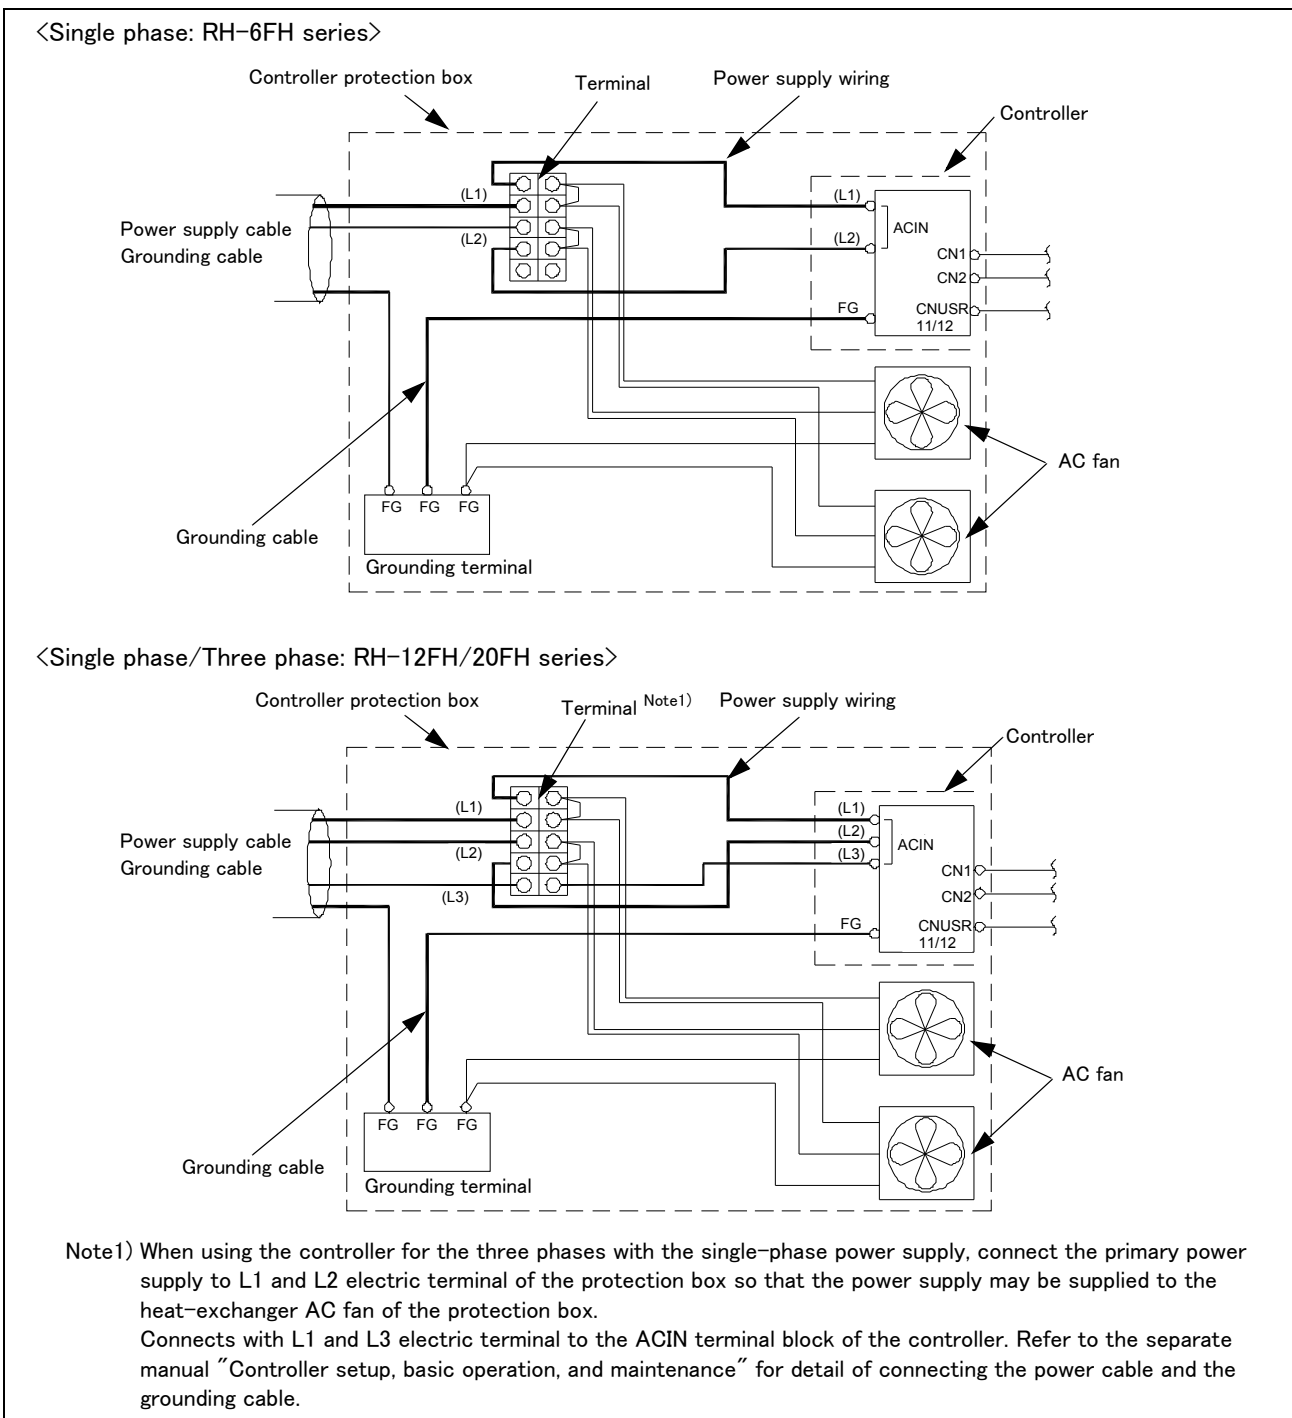 <Single phase: RH-6FH series>
Controller protection box
Terminal
Power supply wiring
Controller
(L1)
(L1)
Power supply cable
ACIN
(L2)
(L2)
Grounding cable
CN1
CN2
FG
CNUSR
11/12
AC fan
FG FG FG
Grounding cable
Grounding terminal
<Single phase/Three phase: RH-12FH/20FH series>
Controller protection box
Terminal Note1)
Power supply wiring
Controller
(L1)
(L1)
(L2)
Power supply cable
ACIN
(L2)
(L3)
Grounding cable
CN1
(L3)
CN2
FG
CNUSR
11/12
AC fan
FG FG FG
Grounding cable
Grounding terminal
Note1) When using the controller for the three phases with the single-phase power supply, connect the primary power
supply to L1 and L2 electric terminal of the protection box so that the power supply may be supplied to the
heat-exchanger AC fan of the protection box.
Connects with L1 and L3 electric terminal to the ACIN terminal block of the controller. Refer to the separate
manual "Controller setup, basic operation, and maintenance" for detail of connecting the power cable and the
grounding cable.